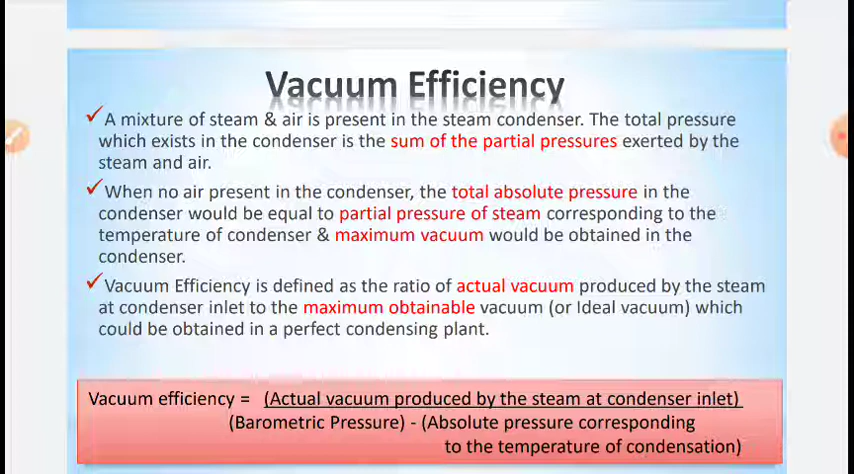 Vacuum Efficiency
✓A mixture of steam & air is present in the steam condenser. The total pressure
which exists in the condenser is the sum of the partial pressures exerted by the
steam and air.
✓When no air present in the condenser, the total absolute pressure in the
condenser would be equal to partial pressure of steam corresponding to the
temperature of condenser & maximum vacuum would be obtained in the
condenser.
✓Vacuum Efficiency is defined as the ratio of actual vacuum produced by the steam
at condenser inlet to the maximum obtainable vacuum (or Ideal vacuum) which
could be obtained in a perfect condensing plant.
Vacuum efficiency = (Actual vacuum produced by the steam at condenser inlet)
(Barometric Pressure) - (Absolute pressure corresponding
to the temperature of condensation)